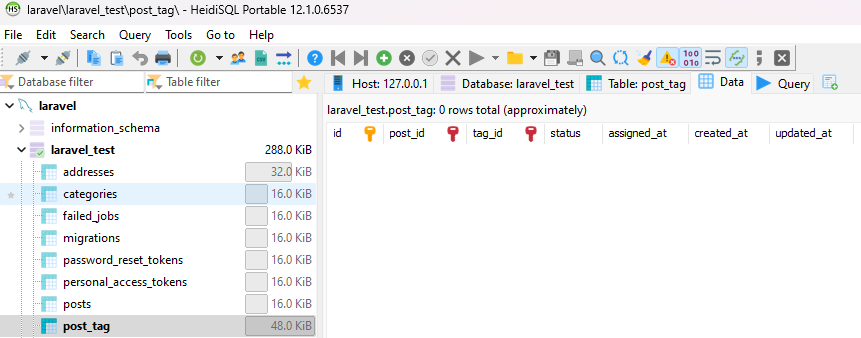 laravel\laravel_test\post_tag\ - HeidiSQL Portable 12.1.0.6537
File Edit Search Query Tools Go to Help
Database filter Table filter
Host: 127.0.0.1 Database: laravel_test Table: post_tag Data Query
laravel
laravel_test.post_tag: 0 rows total (approximately)
information_schema
id post_id tag_id status assigned_at created_at updated_at
laravel_test 288.0 KiB
addresses 32.0 KiB
categories 16.0 KiB
failed_jobs 16.0 KiB
migrations 16.0 KiB
password_reset_tokens 16.0 KiB
personal_access_tokens 16.0 KiB
posts 16.0 KiB
post_tag 48.0 KiB